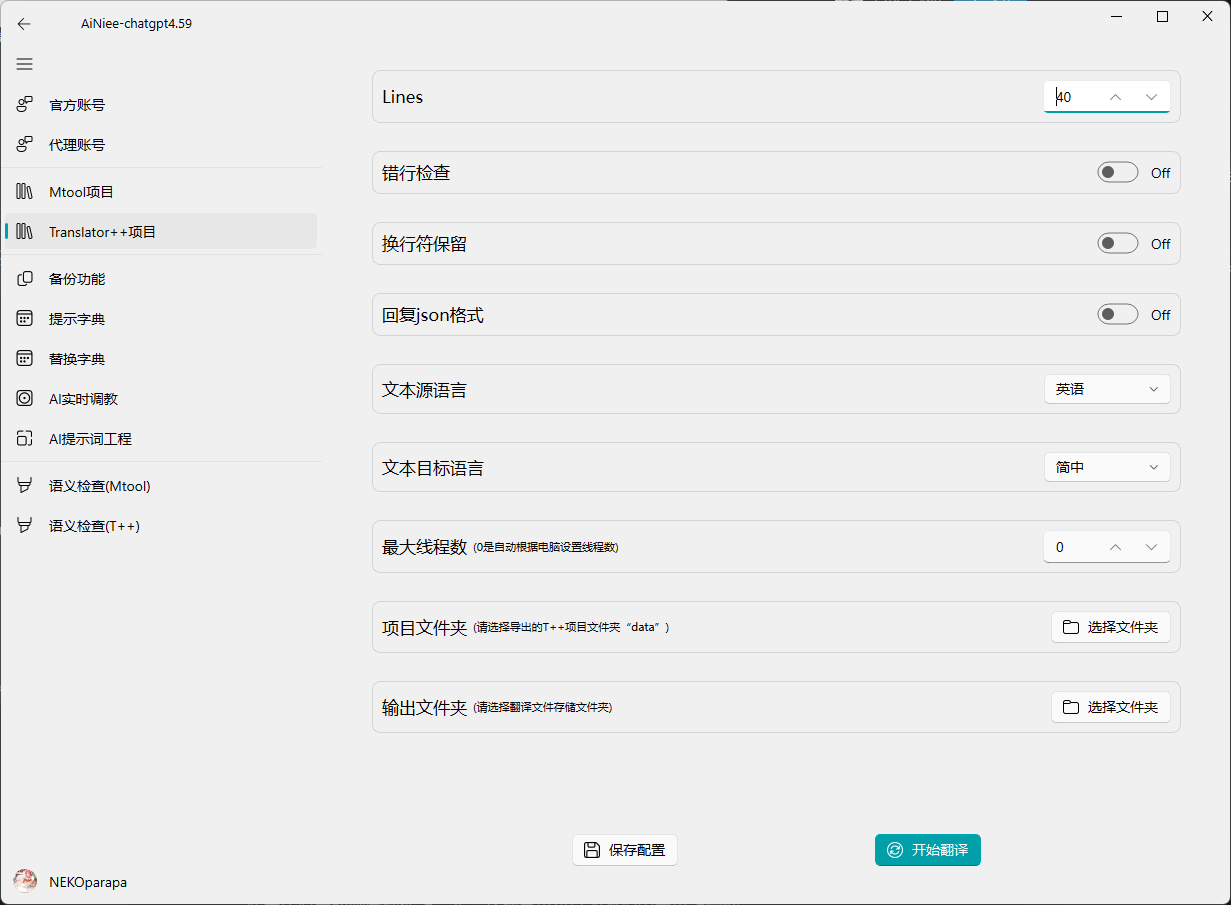 AiNiee-chatgpt4.59
官方账号
代理账号
Mtool项目
Translator++项目
备份功能
提示字典
替换字典
AI实时调教
AI提示词工程
语义检查(Mtool)
语义检查(T++)
NEKOparapa
Lines 40
错行检查 Off
换行符保留 Off
回复json格式 Off
文本源语言 英语
文本目标语言 简中
最大线程数 (0是自动根据电脑设置线程数) 0
项目文件夹 (请选择导出的T++项目文件夹“data”) 选择文件夹
输出文件夹 (请选择翻译文件存储文件夹) 选择文件夹
保存配置 开始翻译